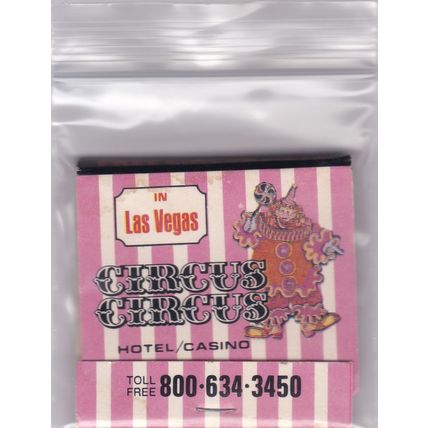 IN
Las Vegas
CIRCUS
CIRCUS
HOTEL/CASINO
TOLL
FREE 800·634·3450